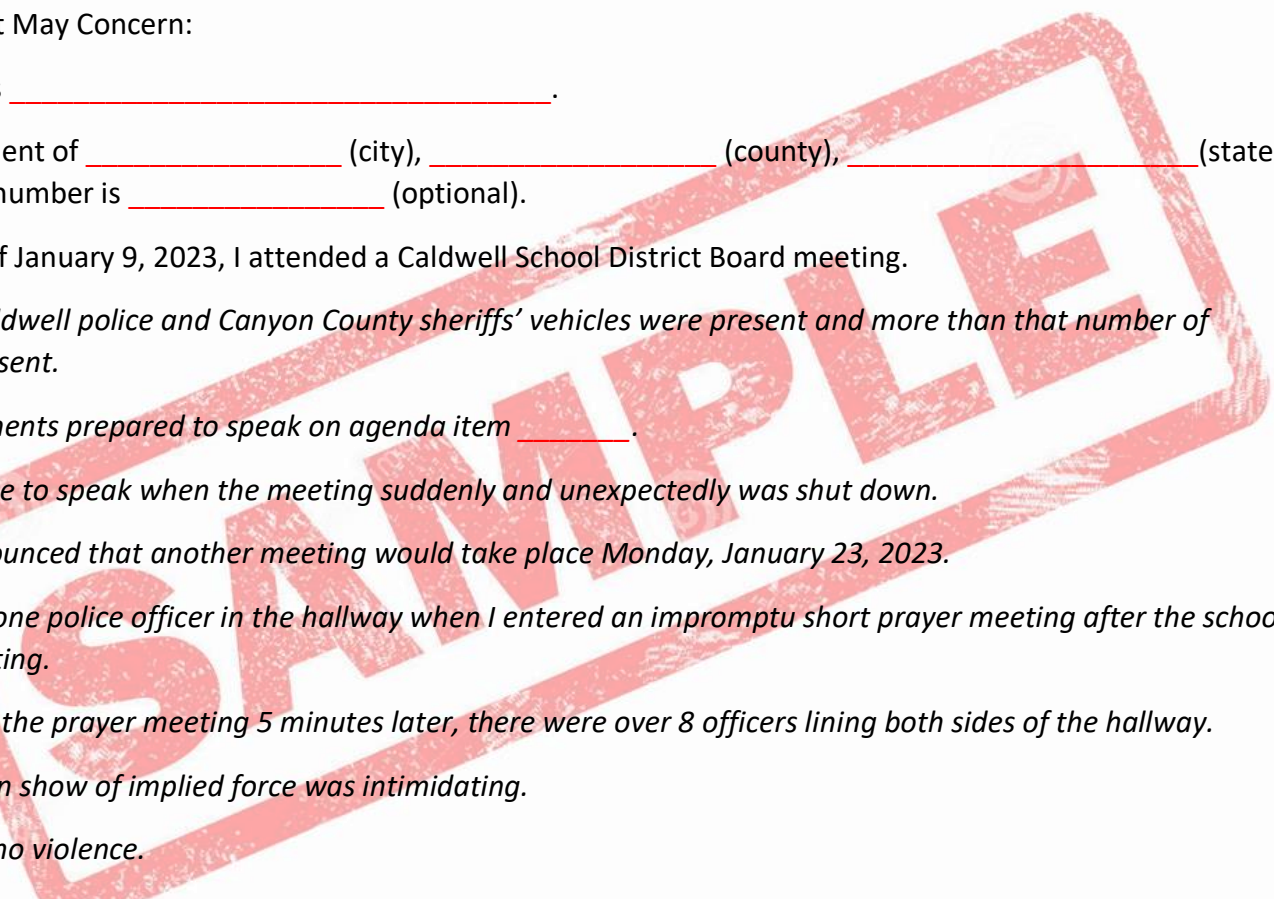 t May Concern:
s __________________________________.
ent of ________________ (city), __________________ (county), ______________________(state
number is ________________ (optional).
f January 9, 2023, I attended a Caldwell School District Board meeting.
ldwell police and Canyon County sheriffs’ vehicles were present and more than that number of
sent.
nents prepared to speak on agenda item _______.
e to speak when the meeting suddenly and unexpectedly was shut down.
ounced that another meeting would take place Monday, January 23, 2023.
one police officer in the hallway when I entered an impromptu short prayer meeting after the schoo
ting.
the prayer meeting 5 minutes later, there were over 8 officers lining both sides of the hallway.
n show of implied force was intimidating.
no violence.
SAMPLE